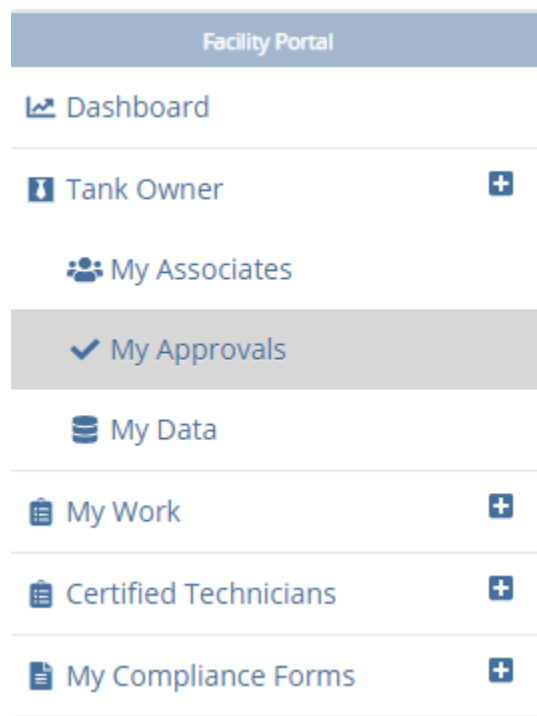 Facility Portal
Dashboard
Tank Owner
My Associates
My Approvals
My Data
My Work
Certified Technicians
My Compliance Forms